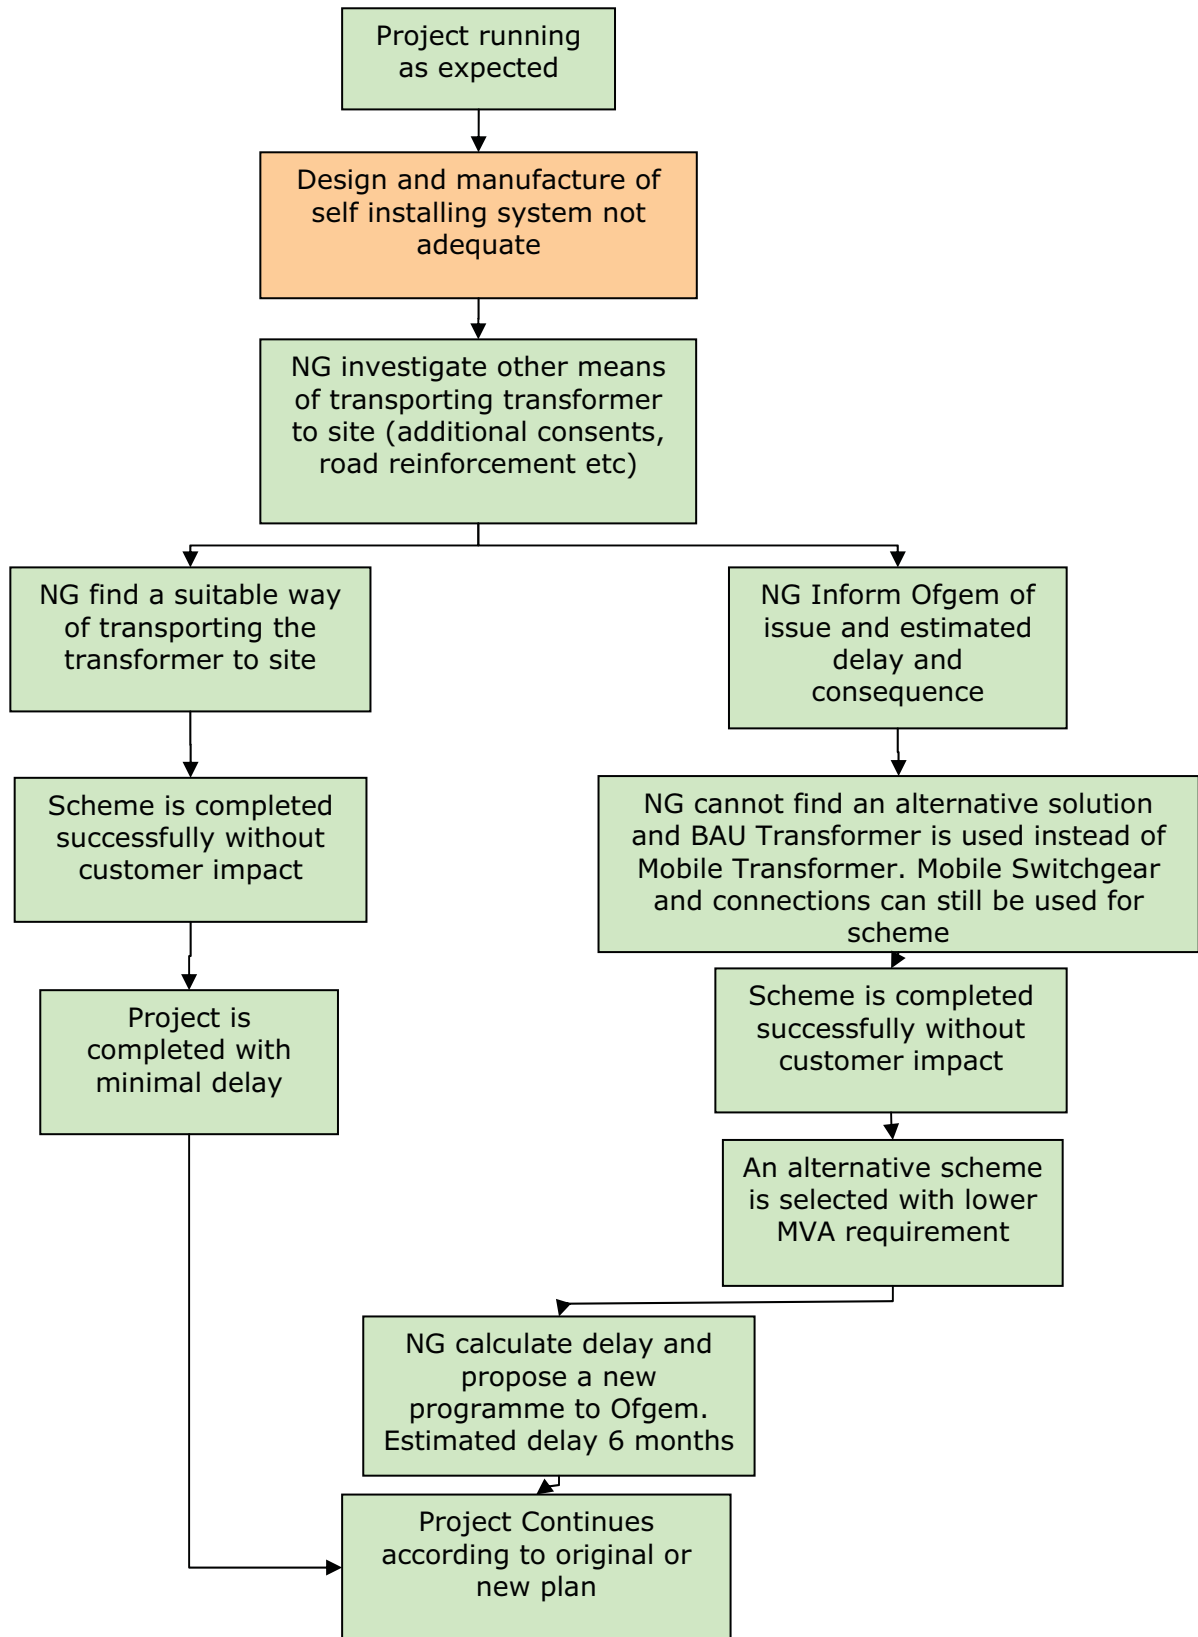 Project running
as expected
Design and manufacture of
self installing system not
adequate
NG investigate other means
of transporting transformer
to site (additional consents,
road reinforcement etc)
NG find a suitable way
of transporting the
transformer to site
NG Inform Ofgem of
issue and estimated
delay and
consequence
Scheme is completed
successfully without
customer impact
NG cannot find an alternative solution
and BAU Transformer is used instead of
Mobile Transformer. Mobile Switchgear
and connections can still be used for
scheme
Project is
completed with
minimal delay
Scheme is completed
successfully without
customer impact
An alternative scheme
is selected with lower
MVA requirement
NG calculate delay and
propose a new
programme to Ofgem.
Estimated delay 6 months
Project Continues
according to original or
new plan